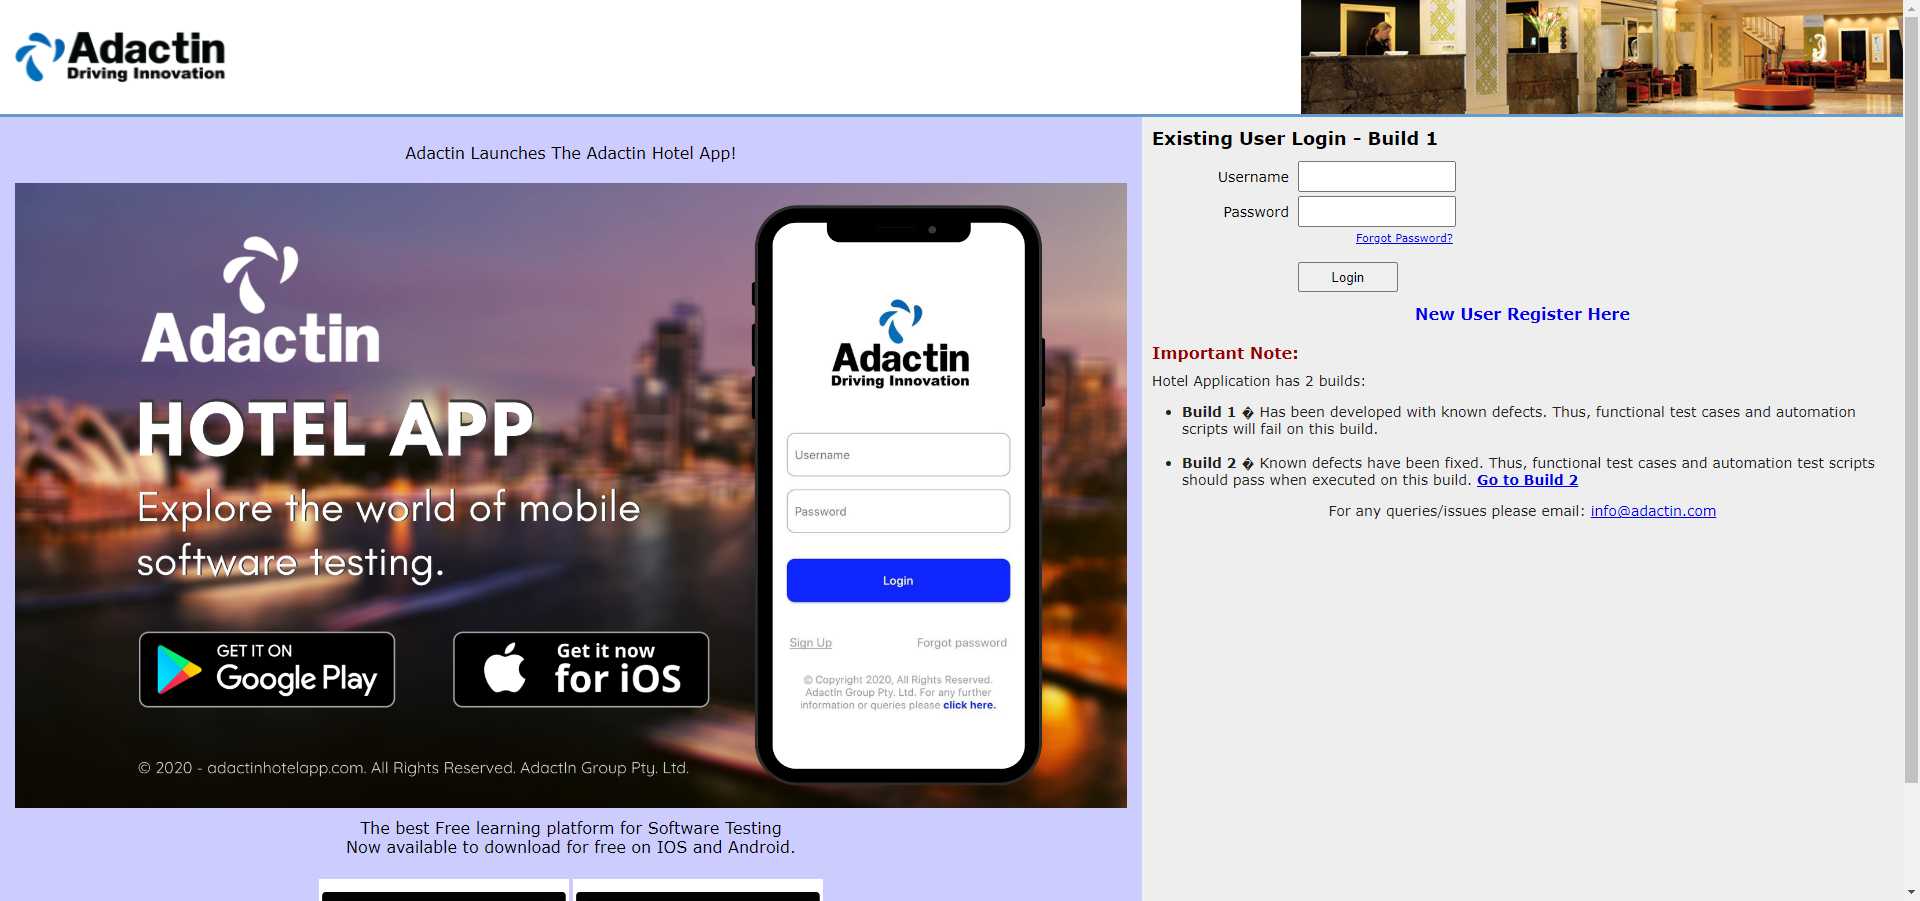 Adactin
Driving Innovation
Adactin Launches The Adactin Hotel App!
Adactin
HOTEL APP
Explore the world of mobile
software testing.
GET IT ON
Google Play
Get it now
for iOS
© 2020 - adactinhotelapp.com. All Rights Reserved. AdactIn Group Pty. Ltd.
Adactin
Driving Innovation
Username
Password
Login
Sign Up Forgot password
© Copyright 2020, All Rights Reserved.
AdactIn Group Pty. Ltd. For any further
information or queries please click here.
The best Free learning platform for Software Testing
Now available to download for free on IOS and Android.
Existing User Login - Build 1
Username
Password
Forgot Password?
Login
New User Register Here
Important Note:
Hotel Application has 2 builds:
• Build 1 � Has been developed with known defects. Thus, functional test cases and automation
scripts will fail on this build.
• Build 2 � Known defects have been fixed. Thus, functional test cases and automation test scripts
should pass when executed on this build. Go to Build 2
For any queries/issues please email: info@adactin.com